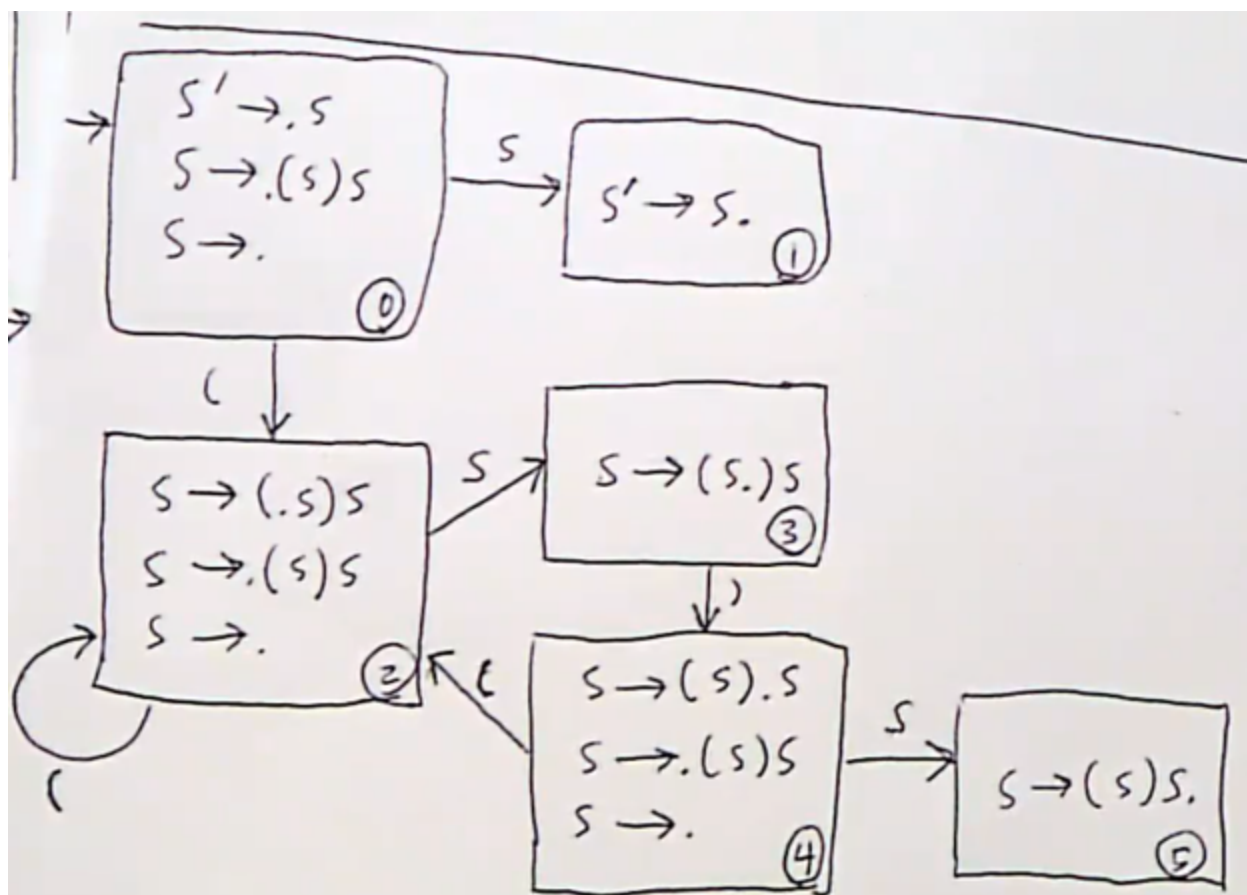 S' → .S
S → .(S)S
S → .
0
S
S' → S.
1
(
S → (.S)S
S → .(S)S
S → .
2
(
S
S → (S.)S
3
)
(
S → (S).S
S → .(S)S
S → .
4
S
S → (S)S.
5